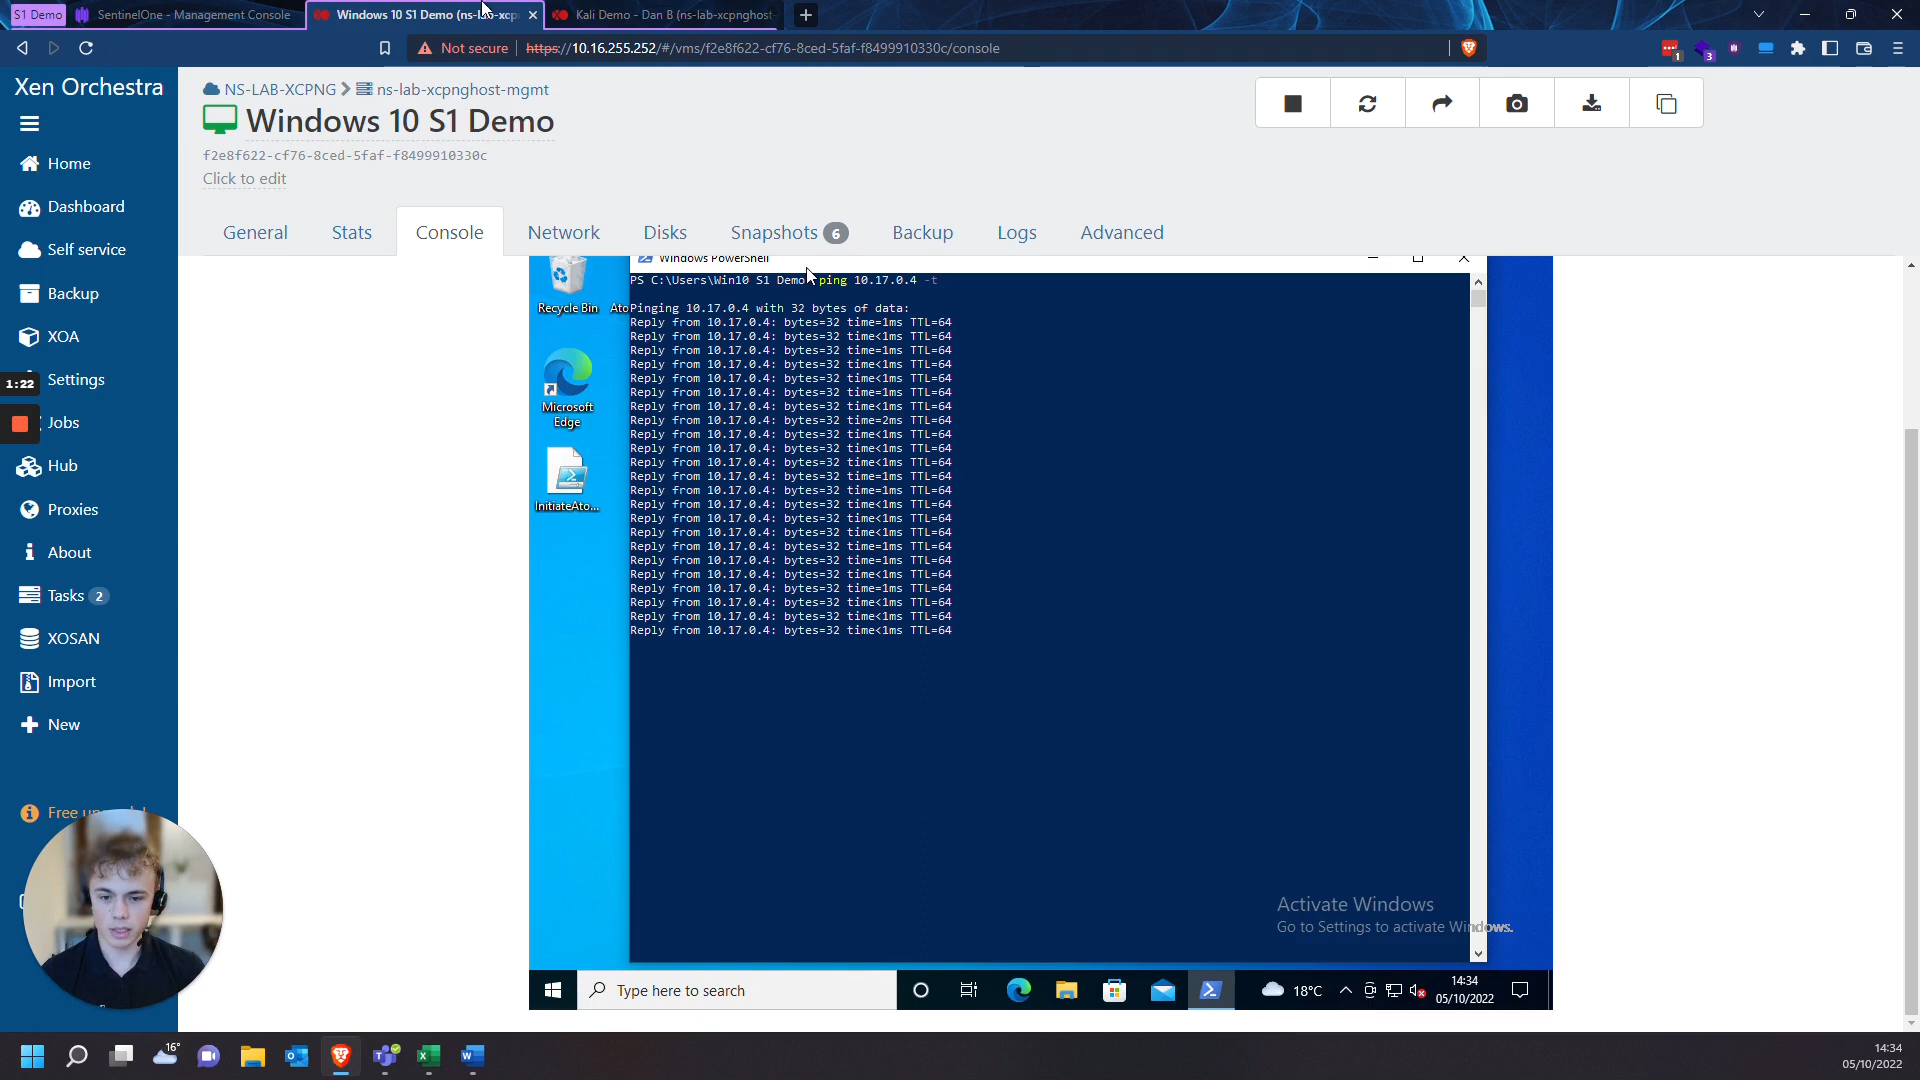 S1 Demo
SentinelOne - Management Console
Windows 10 S1 Demo (ns-lab-xcp
Kali Demo - Dan B (ns-lab-xcpnghost
Not secure
https://10.16.255.252/#/vms/f2e8f622-cf76-8ced-5faf-f8499910330c/console
1
3
Xen Orchestra
NS-LAB-XCPNG
ns-lab-xcpnghost-mgmt
Windows 10 S1 Demo
f2e8f622-cf76-8ced-5faf-f8499910330c
Click to edit
General
Stats
Console
Network
Disks
Snapshots 6
Backup
Logs
Advanced
Home
Dashboard
Self service
Backup
XOA
1:22
Settings
Jobs
Hub
Proxies
About
Tasks 2
XOSAN
Import
New
Free
Recycle Bin
Ato
Microsoft
Edge
InitiateAto...
Windows PowerShell
PS C:\Users\Win10 S1 Demo> ping 10.17.0.4 -t
Pinging 10.17.0.4 with 32 bytes of data:
Reply from 10.17.0.4: bytes=32 time=1ms TTL=64
Reply from 10.17.0.4: bytes=32 time<1ms TTL=64
Reply from 10.17.0.4: bytes=32 time=1ms TTL=64
Reply from 10.17.0.4: bytes=32 time<1ms TTL=64
Reply from 10.17.0.4: bytes=32 time<1ms TTL=64
Reply from 10.17.0.4: bytes=32 time=1ms TTL=64
Reply from 10.17.0.4: bytes=32 time<1ms TTL=64
Reply from 10.17.0.4: bytes=32 time=2ms TTL=64
Reply from 10.17.0.4: bytes=32 time<1ms TTL=64
Reply from 10.17.0.4: bytes=32 time<1ms TTL=64
Reply from 10.17.0.4: bytes=32 time<1ms TTL=64
Reply from 10.17.0.4: bytes=32 time=1ms TTL=64
Reply from 10.17.0.4: bytes=32 time=1ms TTL=64
Reply from 10.17.0.4: bytes=32 time<1ms TTL=64
Reply from 10.17.0.4: bytes=32 time<1ms TTL=64
Reply from 10.17.0.4: bytes=32 time<1ms TTL=64
Reply from 10.17.0.4: bytes=32 time=1ms TTL=64
Reply from 10.17.0.4: bytes=32 time=1ms TTL=64
Reply from 10.17.0.4: bytes=32 time<1ms TTL=64
Reply from 10.17.0.4: bytes=32 time=1ms TTL=64
Reply from 10.17.0.4: bytes=32 time<1ms TTL=64
Reply from 10.17.0.4: bytes=32 time<1ms TTL=64
Reply from 10.17.0.4: bytes=32 time<1ms TTL=64
Activate Windows
Go to Settings to activate Windows.
Type here to search
18°C
14:34
05/10/2022
16°
14:34
05/10/2022